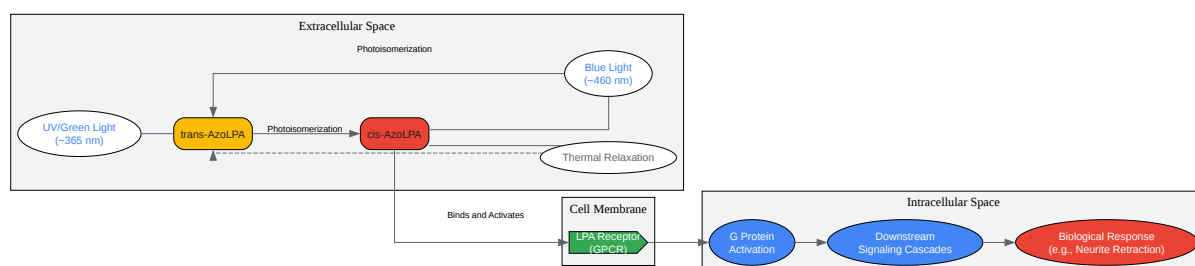 Extracellular Space
Photoisomerization
Blue Light
(~460 nm)
UV/Green Light
(~365 nm)
trans-AzoLPA
Photoisomerization
cis-AzoLPA
Thermal Relaxation
Binds and Activates
Cell Membrane
LPA Receptor
(GPCR)
Intracellular Space
G Protein
Activation
Downstream
Signaling Cascades
Biological Response
(e.g., Neurite Retraction)